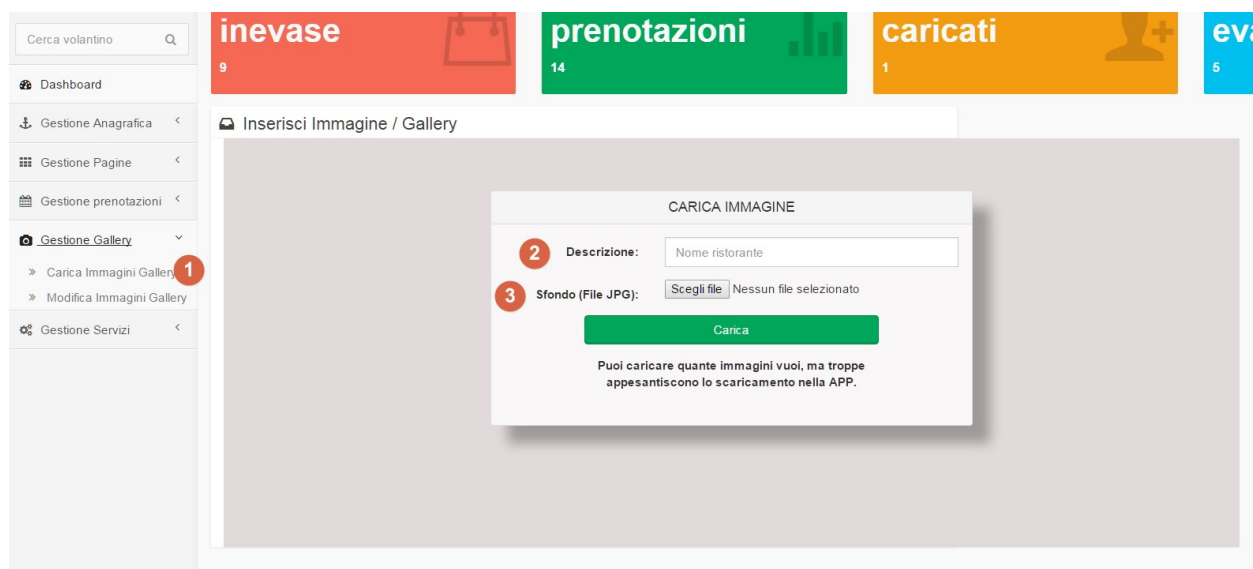 Cerca volantino
Dashboard
Gestione Anagrafica
Gestione Pagine
Gestione prenotazioni
Gestione Gallery
Carica Immagini Gallery
1
Modifica Immagini Gallery
Gestione Servizi
inevase
9
prenotazioni
14
caricati
1
5
Inserisci Immagine / Gallery
CARICA IMMAGINE
2 Descrizione: Nome ristorante
3 Sfondo (File JPG): Scegli file Nessun file selezionato
Carica
Puoi caricare quante immagini vuoi, ma troppe
appesantiscono lo scaricamento nella APP.